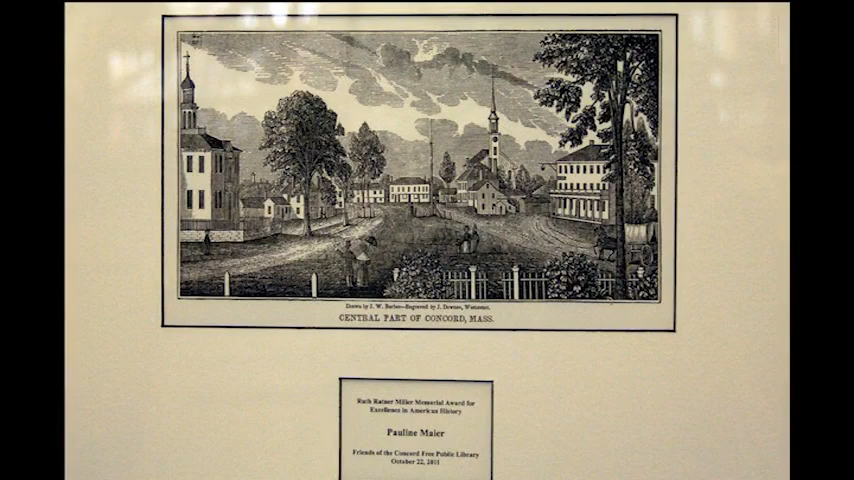 Drawn by J. W. Barber—Engraved by J. Downes, Worcester.
CENTRAL PART OF CONCORD, MASS.
Ruth Ratner Miller Memorial Award for
Excellence in American History
Pauline Maier
Friends of the Concord Free Public Library
October 22, 2011